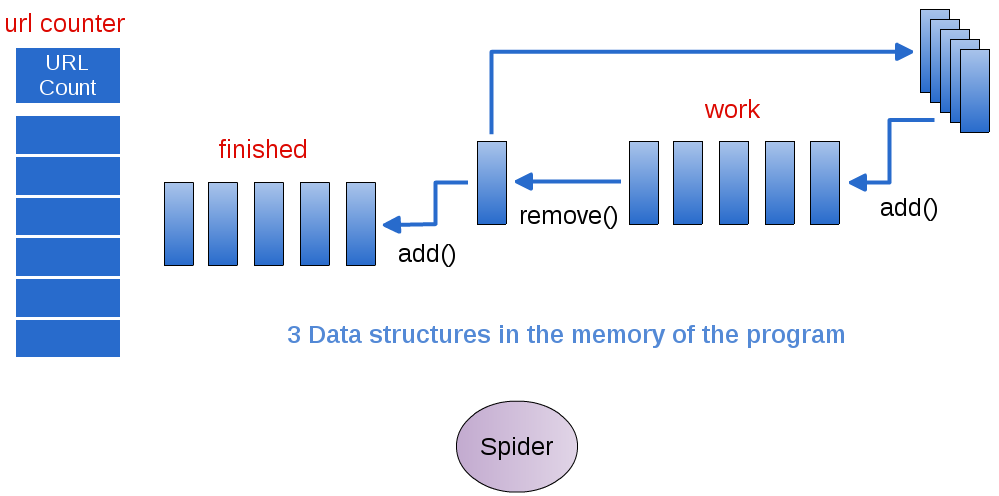 url counter
URL
Count
finished
work
add()
remove()
add()
3 Data structures in the memory of the program
Spider